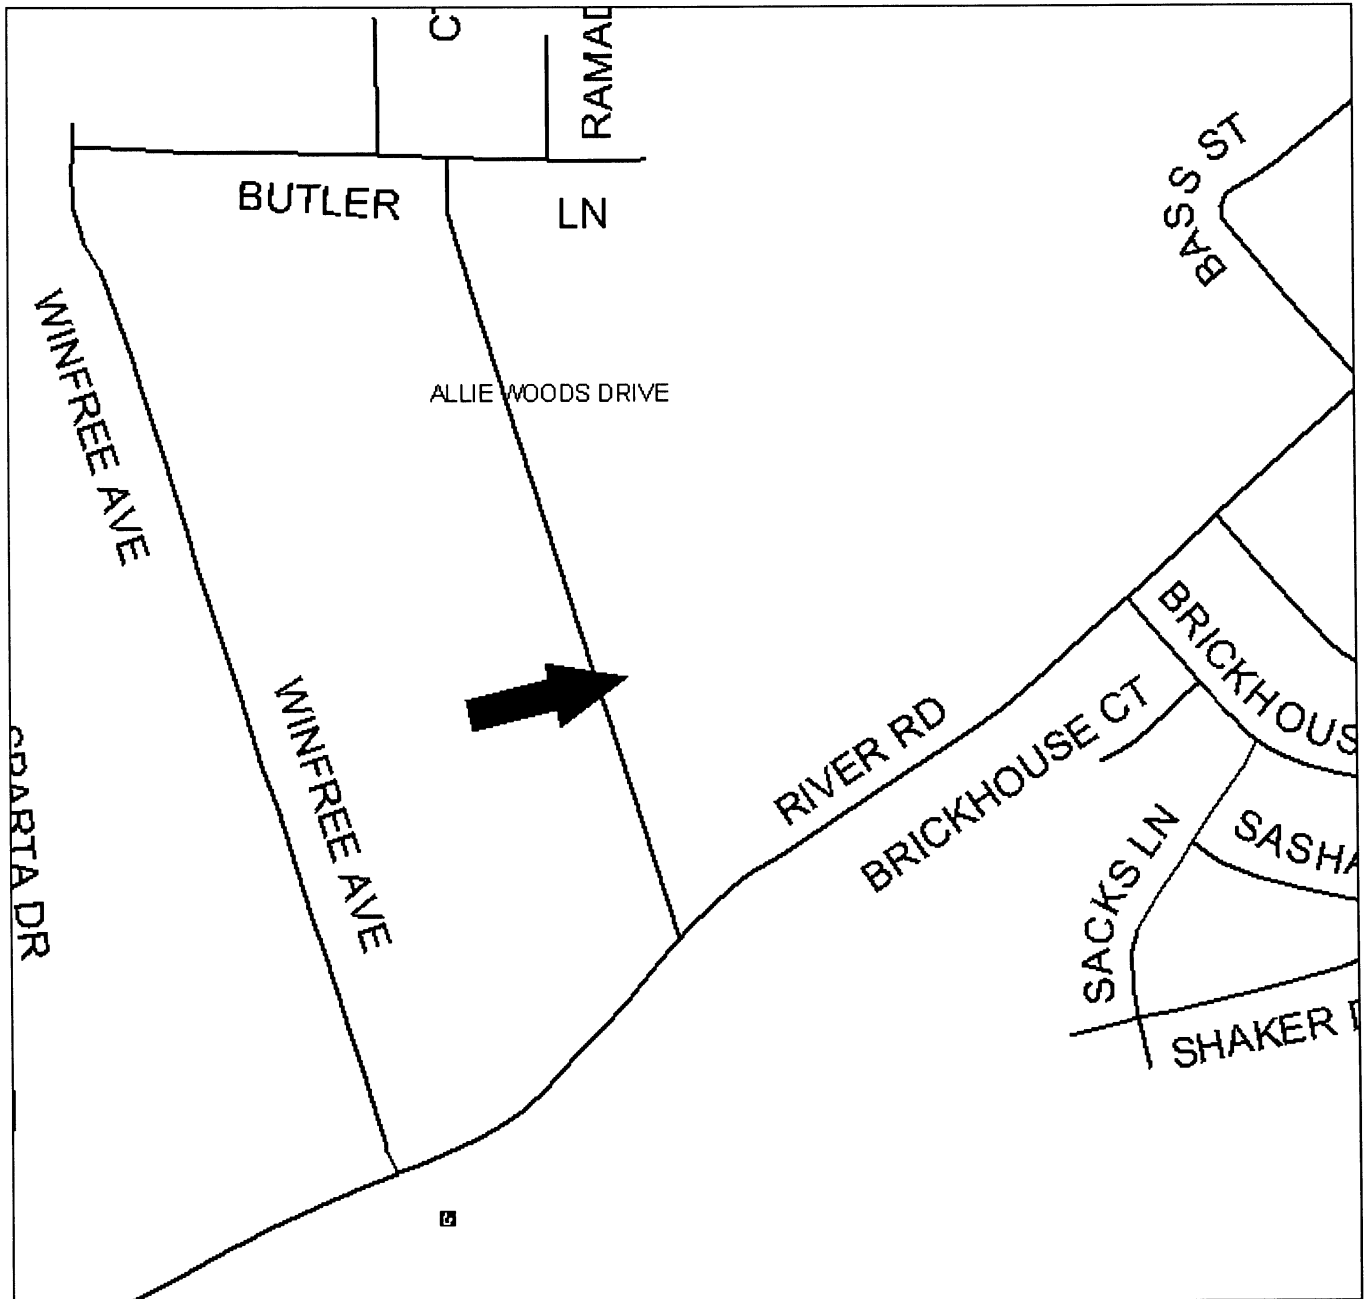 RAMAD
BASS ST
BUTLER
LN
WINFREE AVE
ALLIE WOODS DRIVE
BRICKHOUS
WINFREE AVE
BRICKHOUSE CT
RIVER RD
SPARTA DR
SACKS LN
SASHA
SHAKER